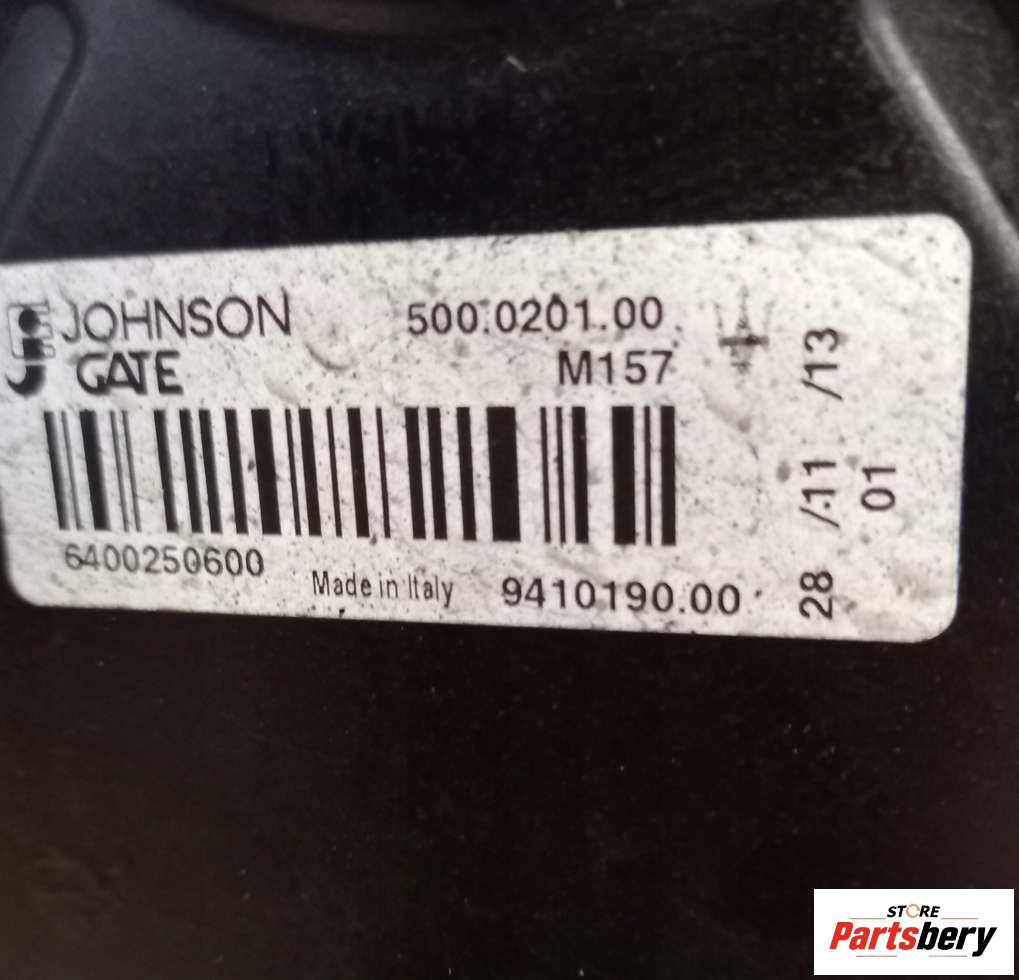 JOHNSON
GATE
500.0201.00
M157
6400250600
Made in Italy
9410190.00
28 /11 /13
01
STORE
Partsbery